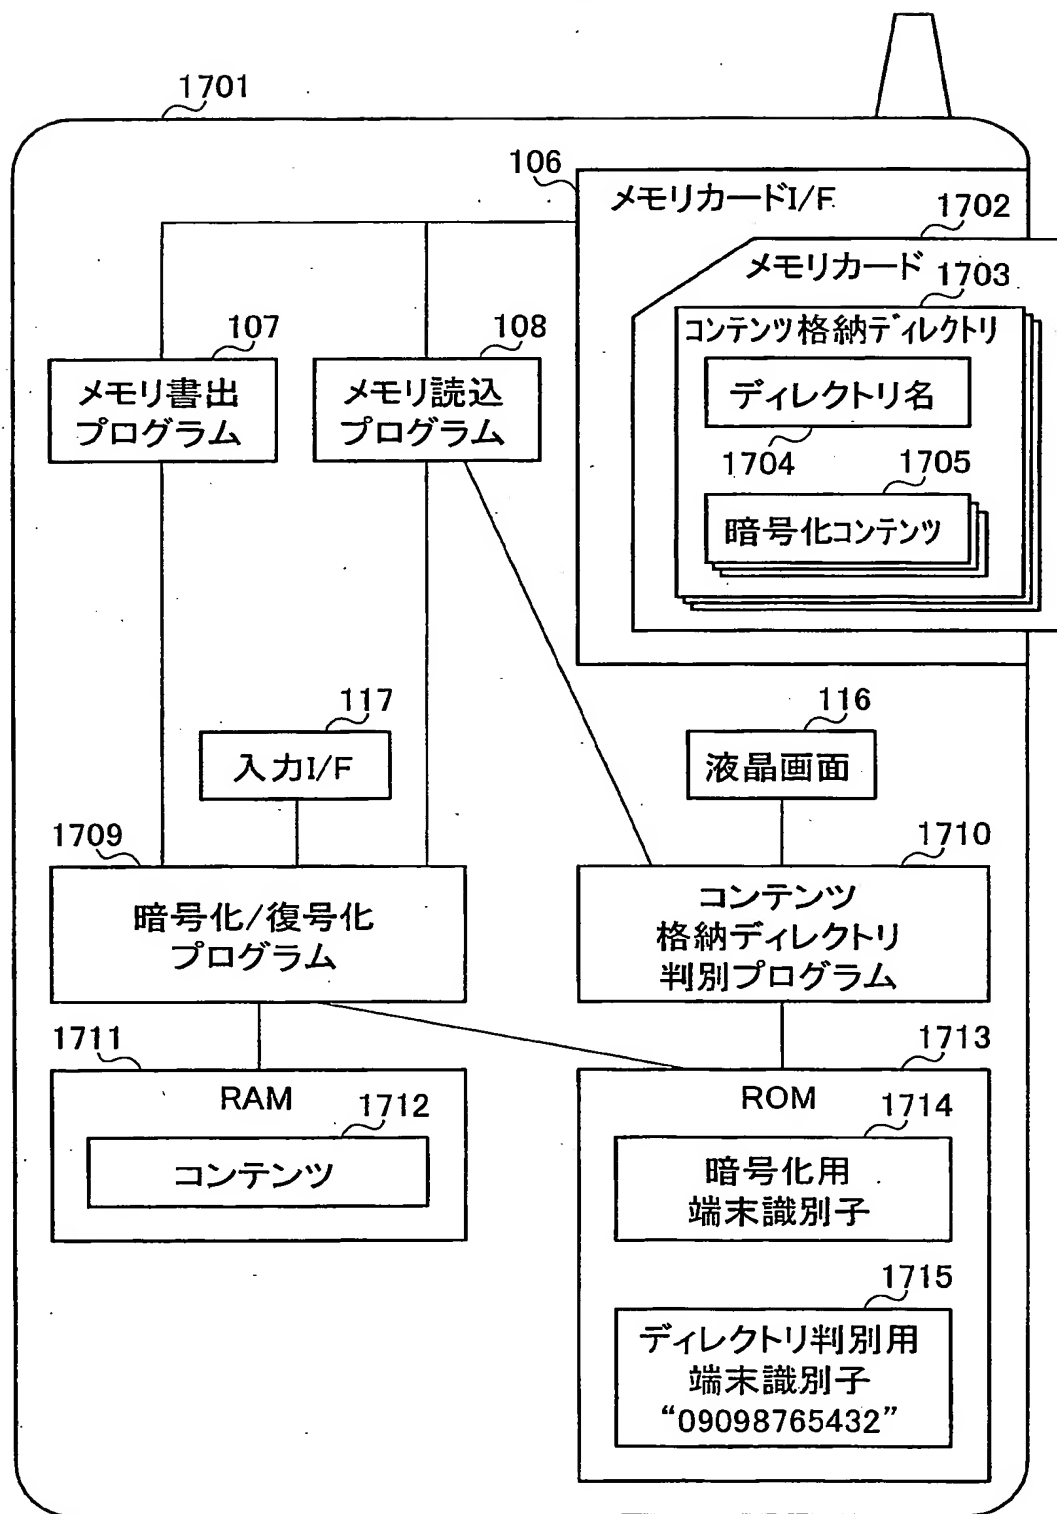 1701
106
メモリカードI/F
1702
メモリカード
1703
コンテンツ格納ディレクトリ
ディレクトリ名
1704
1705
暗号化コンテンツ
107
メモリ書出
プログラム
108
メモリ読込
プログラム
117
入力I/F
116
液晶画面
1709
暗号化/復号化
プログラム
1710
コンテンツ
格納ディレクトリ
判別プログラム
1711
RAM
1712
コンテンツ
1713
ROM
1714
暗号化用
端末識別子
1715
ディレクトリ判別用
端末識別子
“09098765432”